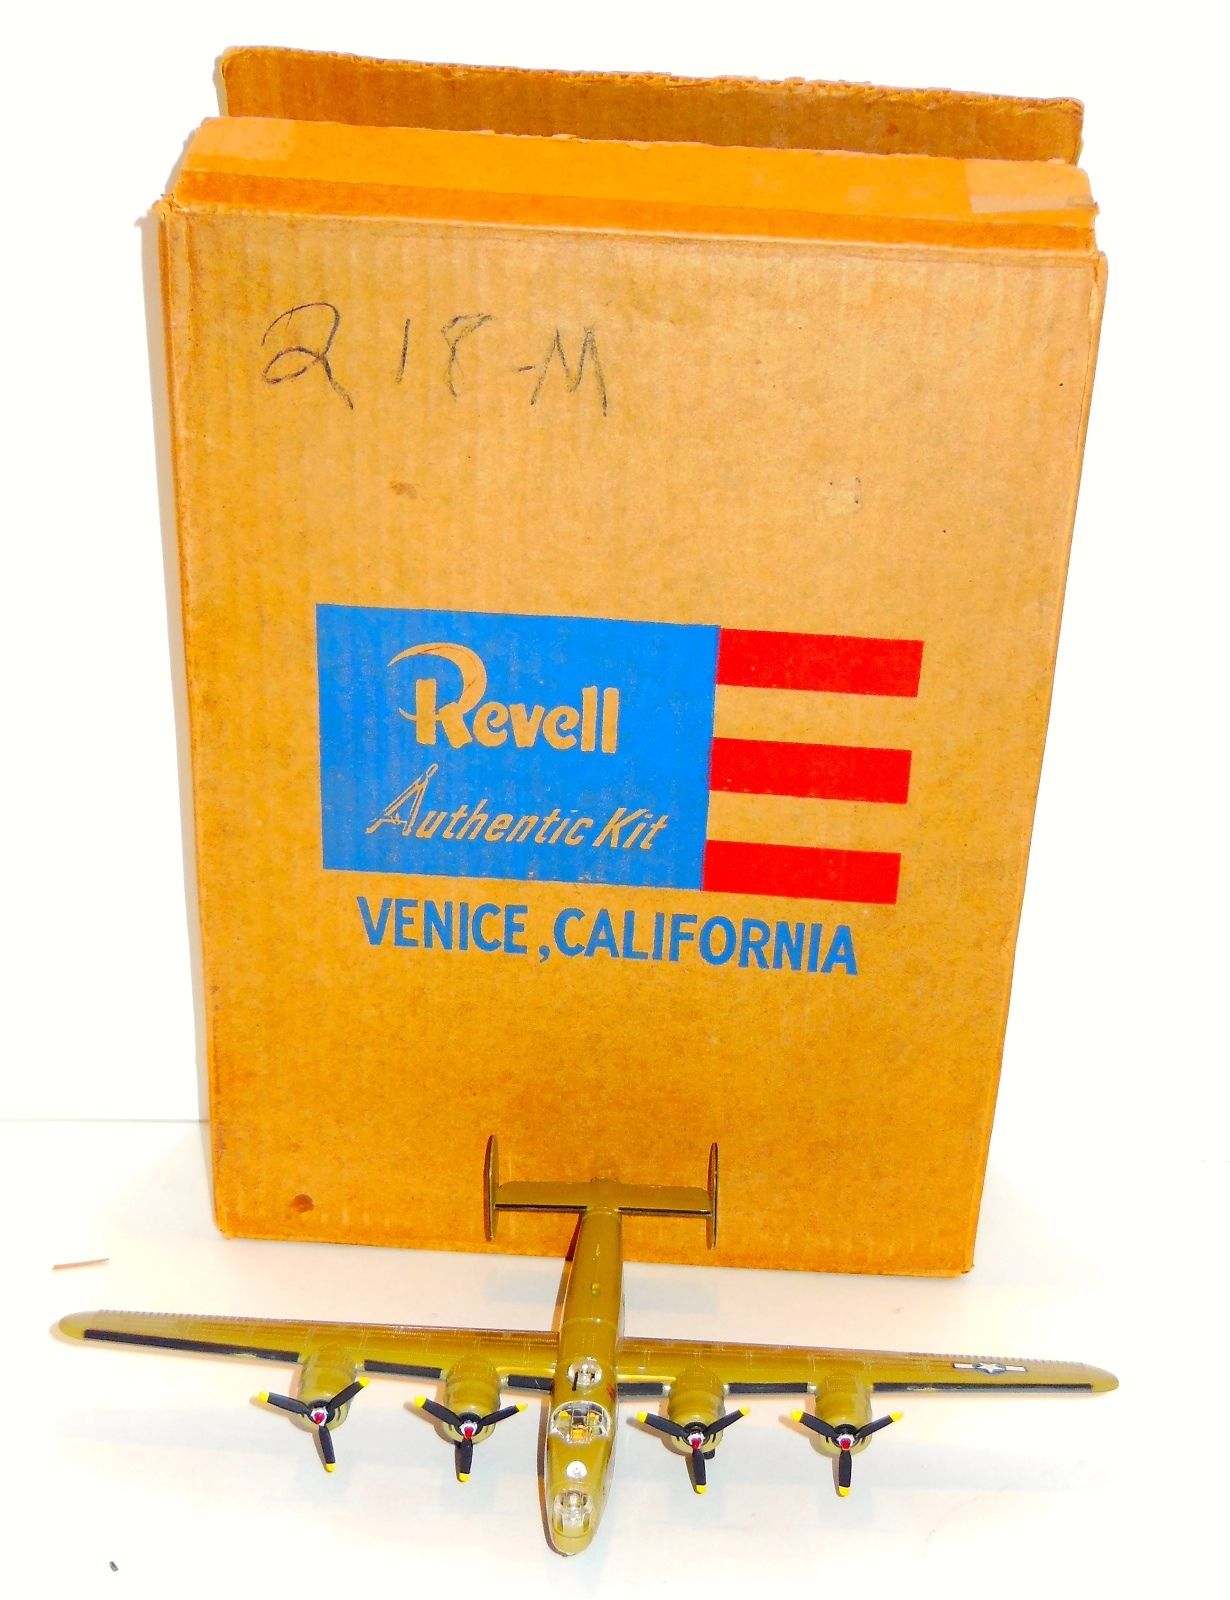 218-M
Revell
Authentic Kit
VENICE, CALIFORNIA